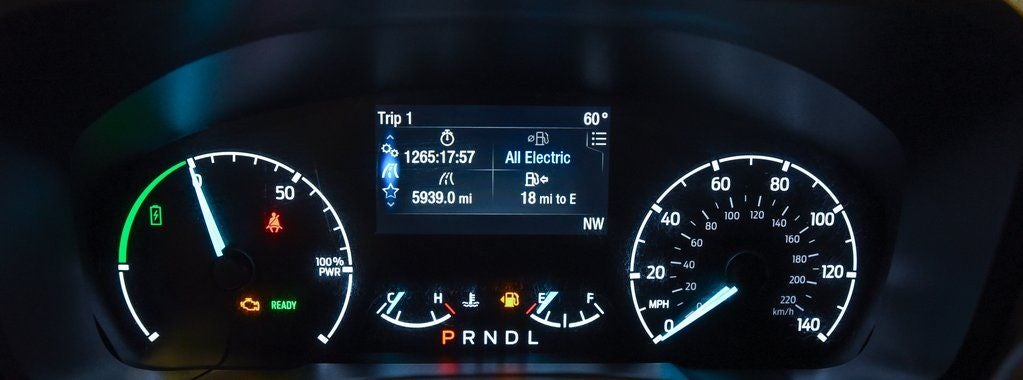 Trip 1 60°
1265:17:57 All Electric
5939.0 mi 18 mi to E
NW
0 50 100% PWR
READY
C H
E F
P R N D L
0 20 40 60 80 100 120 140
MPH
0 20 40 60 80 100 120 140 160 180 200 220
km/h